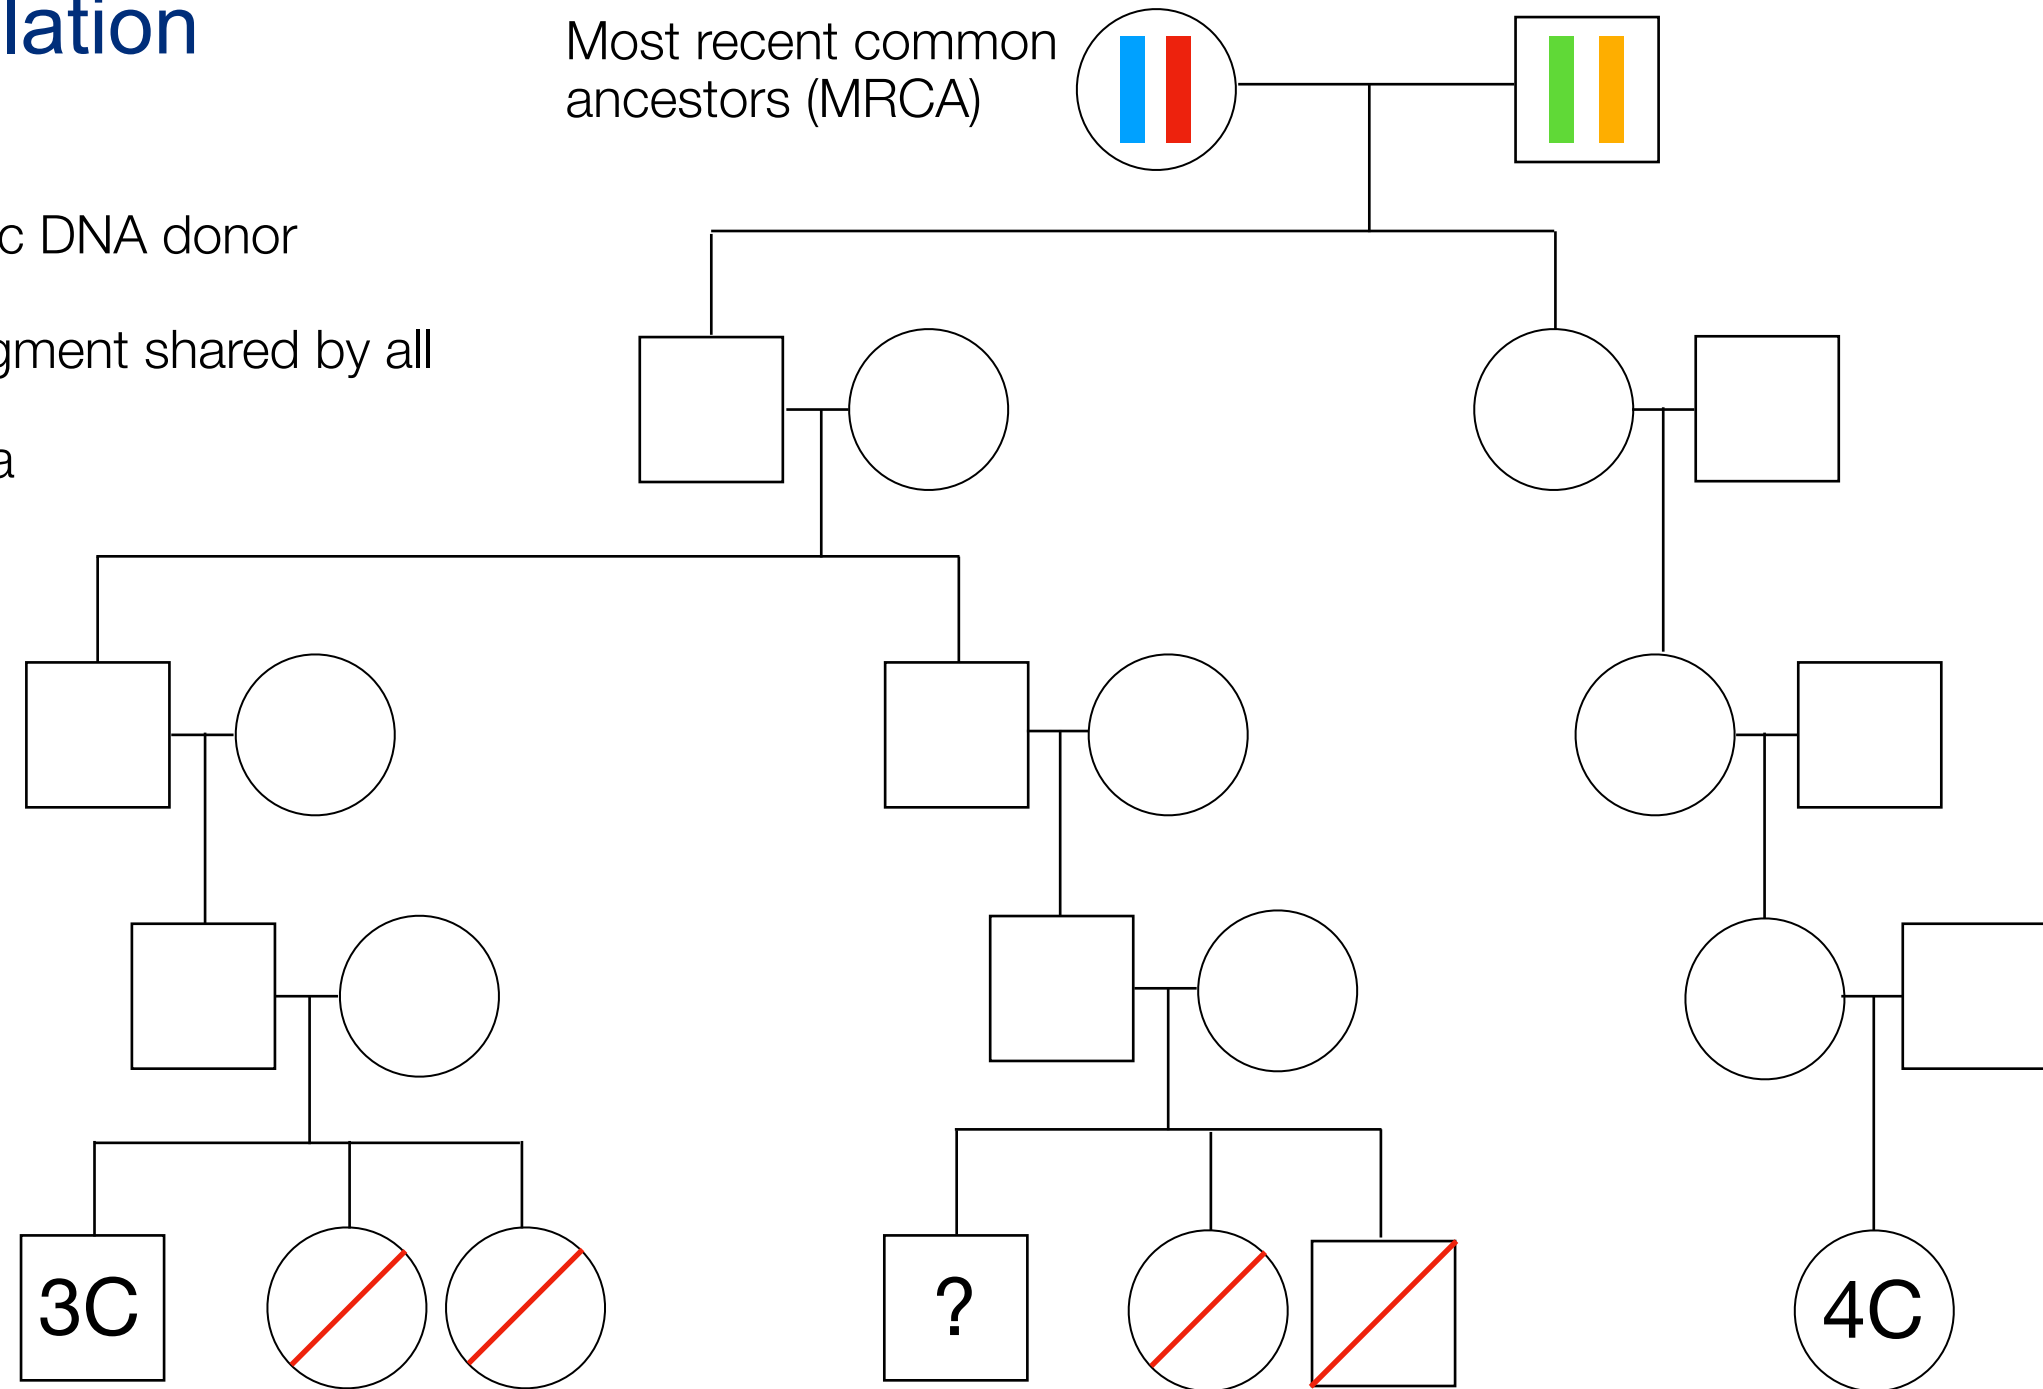 lation
Most recent common
ancestors (MRCA)
c DNA donor
gment shared by all
a
3C
?
4C